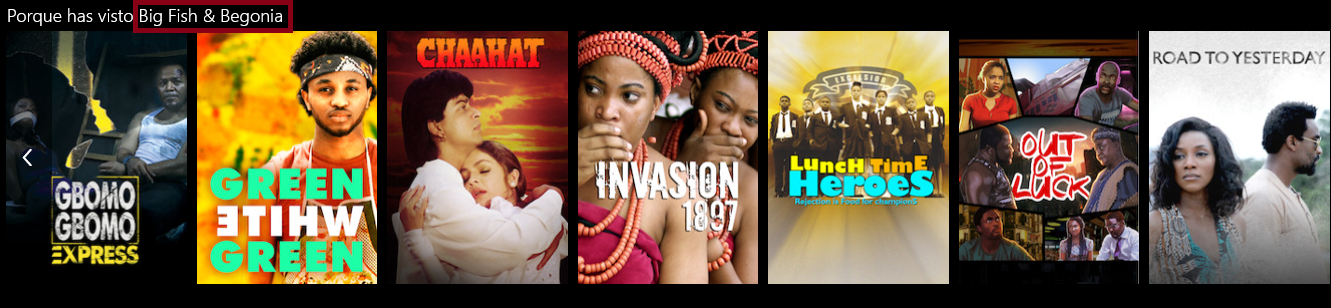 Porque has visto Big Fish & Begonia
GBOMO
GBOMO
EXPRESS
GREEN
WHITE
GREEN
CHAAHAT
INVASION
1897
EXCLUSIVE
LUNCH TIME
HEROES
Rejection is Food for championS
OUT
OF
LUCK
ROAD TO YESTERDAY